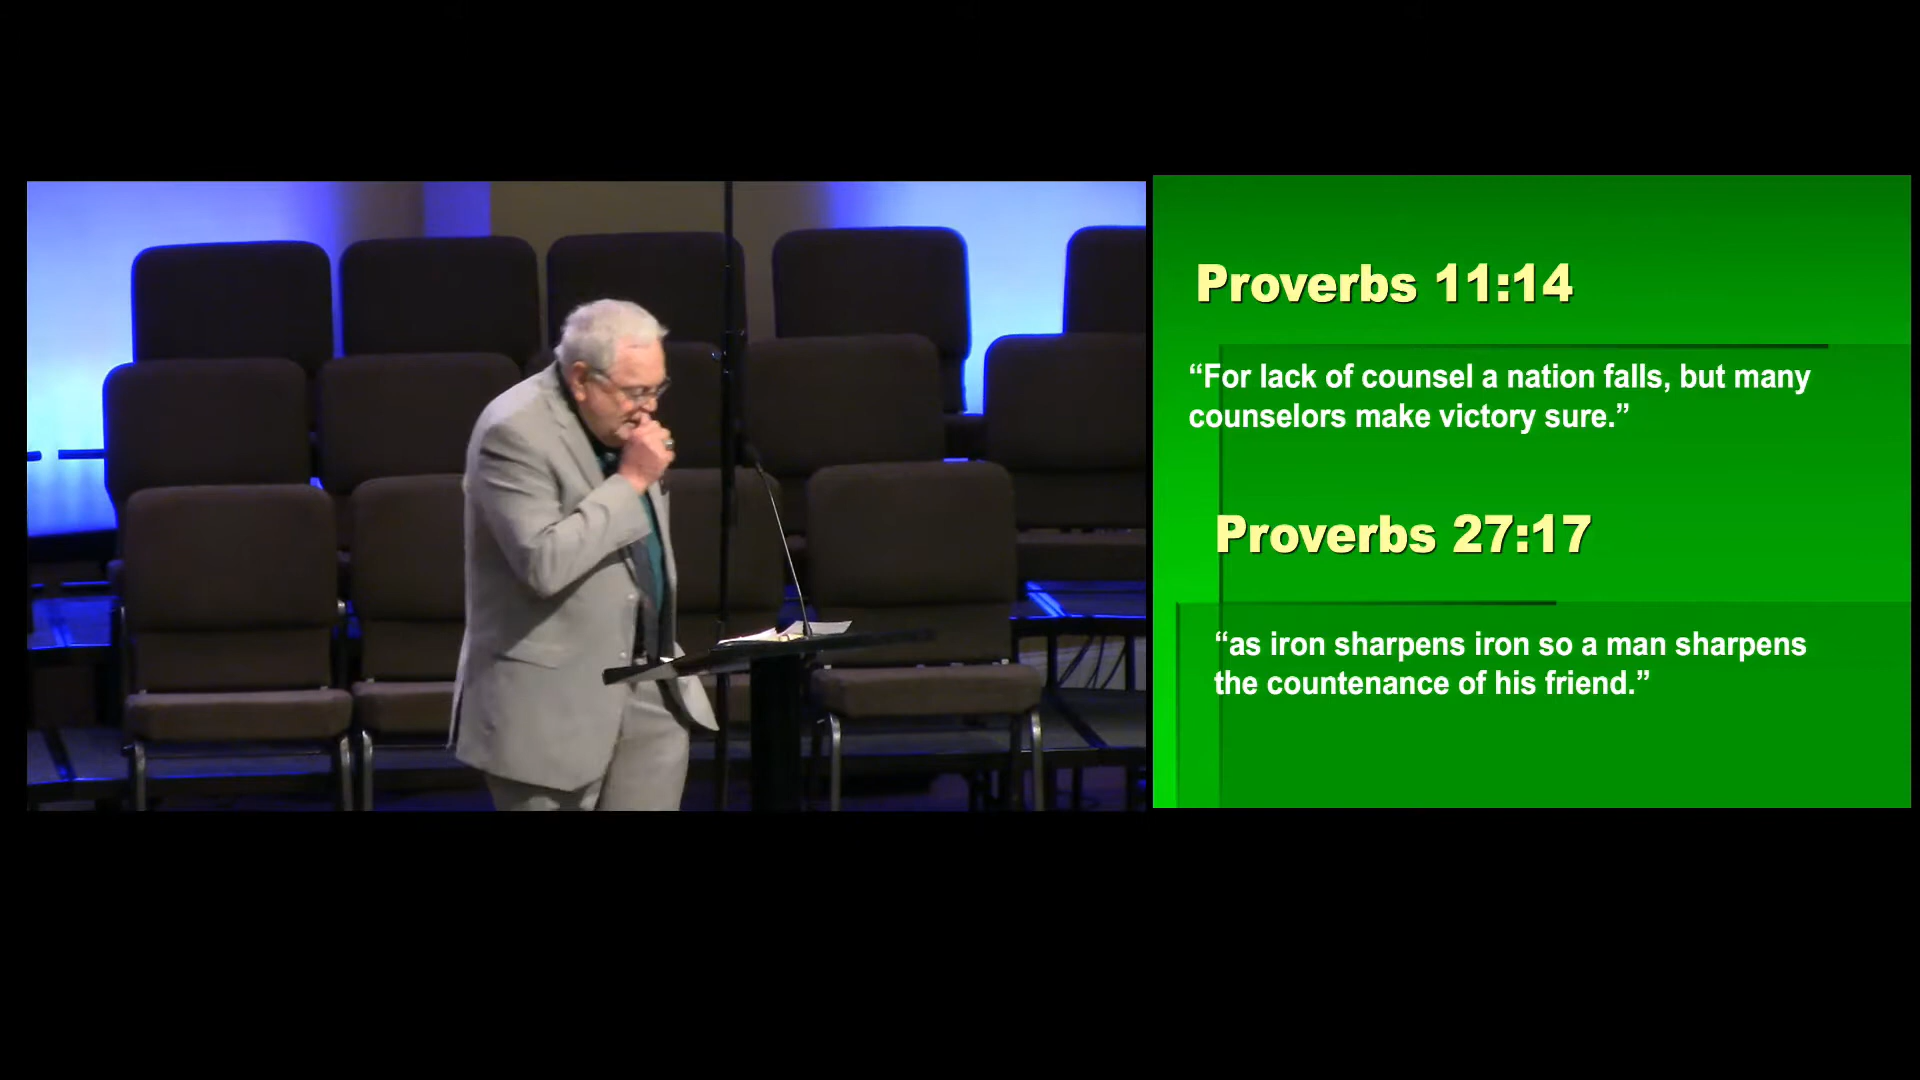 Proverbs 11:14
“For lack of counsel a nation falls, but many
counselors make victory sure.”
Proverbs 27:17
“as iron sharpens iron so a man sharpens
the countenance of his friend.”